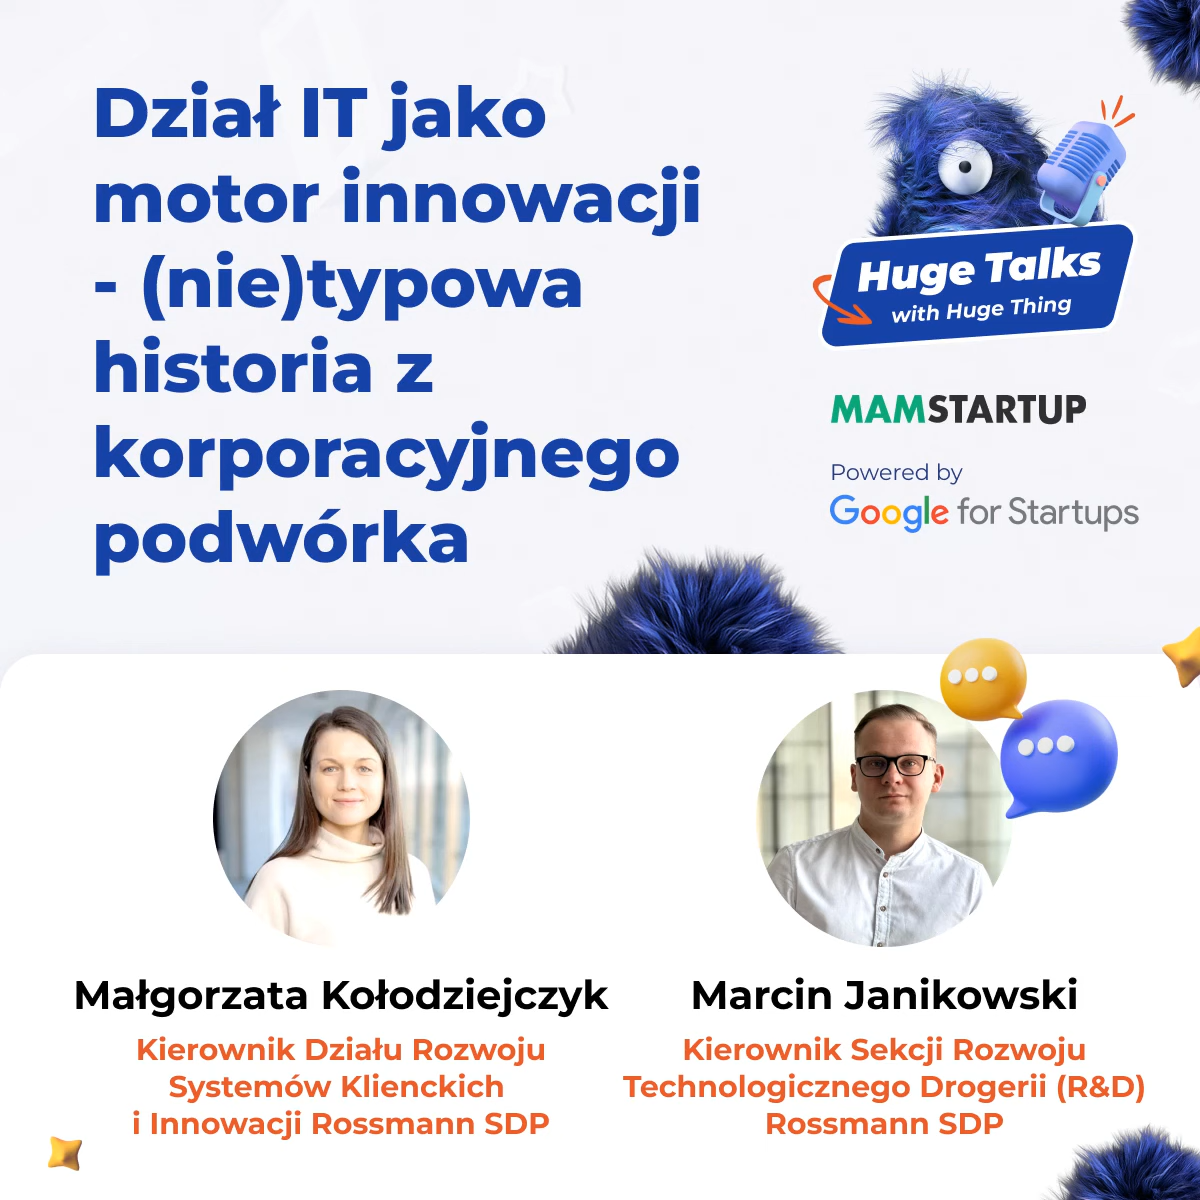 Dział IT jako
motor innowacji
- (nie)typowa
historia z
korporacyjnego
podwórka
Huge Talks
with Huge Thing
MAMSTARTUP
Powered by
Google for Startups
Małgorzata Kołodziejczyk
Kierownik Działu Rozwoju
Systemów Klienckich
i Innowacji Rossmann SDP
Marcin Janikowski
Kierownik Sekcji Rozwoju
Technologicznego Drogerii (R&D)
Rossmann SDP